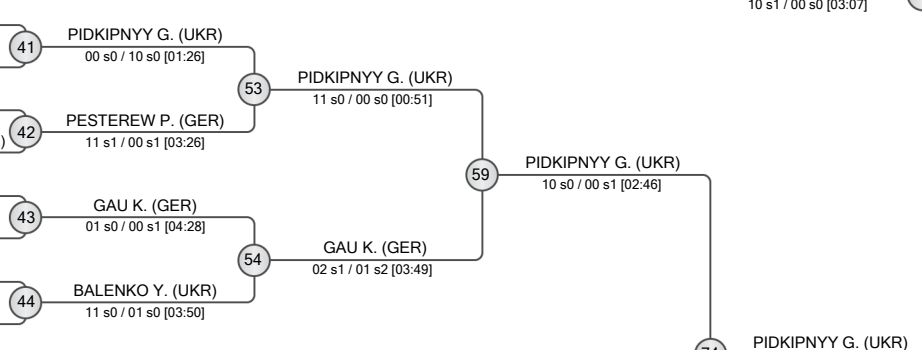 10 s1 / 00 s0 [03:07]
41
PIDKIPNYY G. (UKR)
00 s0 / 10 s0 [01:26]
53
PIDKIPNYY G. (UKR)
11 s0 / 00 s0 [00:51]
)
42
PESTEREW P. (GER)
11 s1 / 00 s1 [03:26]
59
PIDKIPNYY G. (UKR)
10 s0 / 00 s1 [02:46]
43
GAU K. (GER)
01 s0 / 00 s1 [04:28]
54
GAU K. (GER)
02 s1 / 01 s2 [03:49]
44
BALENKO Y. (UKR)
11 s0 / 01 s0 [03:50]
PIDKIPNYY G. (UKR)